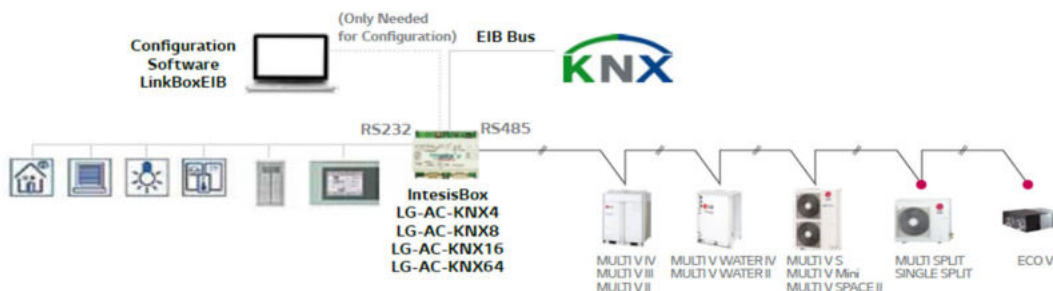 (Only Needed
for Configuration)
Configuration
Software
LinkBoxEIB
EIB Bus
KNX
RS232
RS485
IntesisBox
LG-AC-KNX4
LG-AC-KNX8
LG-AC-KNX16
LG-AC-KNX64
MULTI V IV
MULTI V III
MULTI V II
MULTI V WATER IV
MULTI V WATER II
MULTI V S
MULTI V Mini
MULTI V SPACE II
MULTI SPLIT
SINGLE SPLIT
ECO V